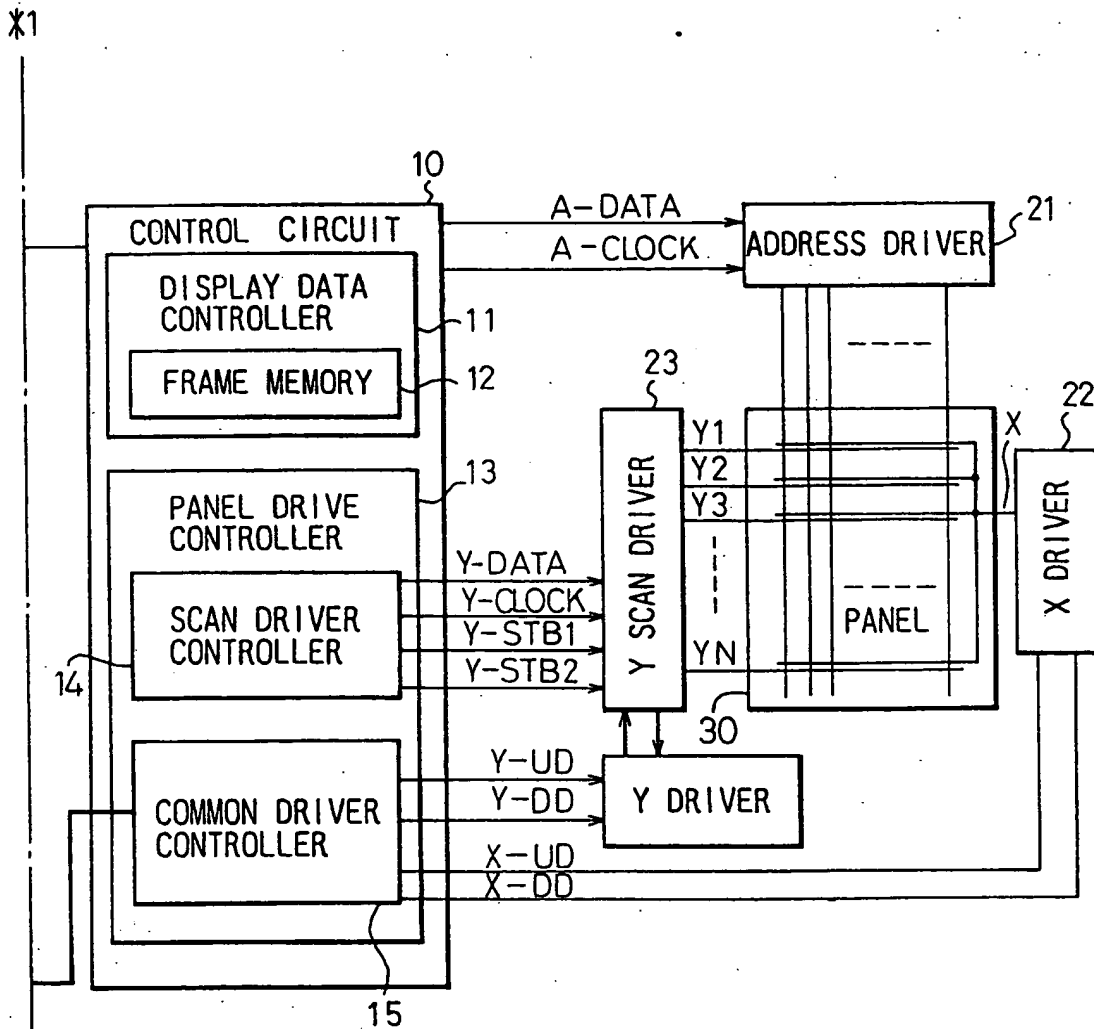 *1
10
CONTROL CIRCUIT
DISPLAY DATA
CONTROLLER
11
FRAME MEMORY
12
PANEL DRIVE
CONTROLLER
13
SCAN DRIVER
CONTROLLER
14
COMMON DRIVER
CONTROLLER
15
A-DATA
A-CLOCK
ADDRESS DRIVER
21
23
Y SCAN DRIVER
Y1
Y2
Y3
YN
X
22
X DRIVER
PANEL
30
Y-DATA
Y-CLOCK
Y-STB1
Y-STB2
Y-UD
Y-DD
Y DRIVER
X-UD
X-DD